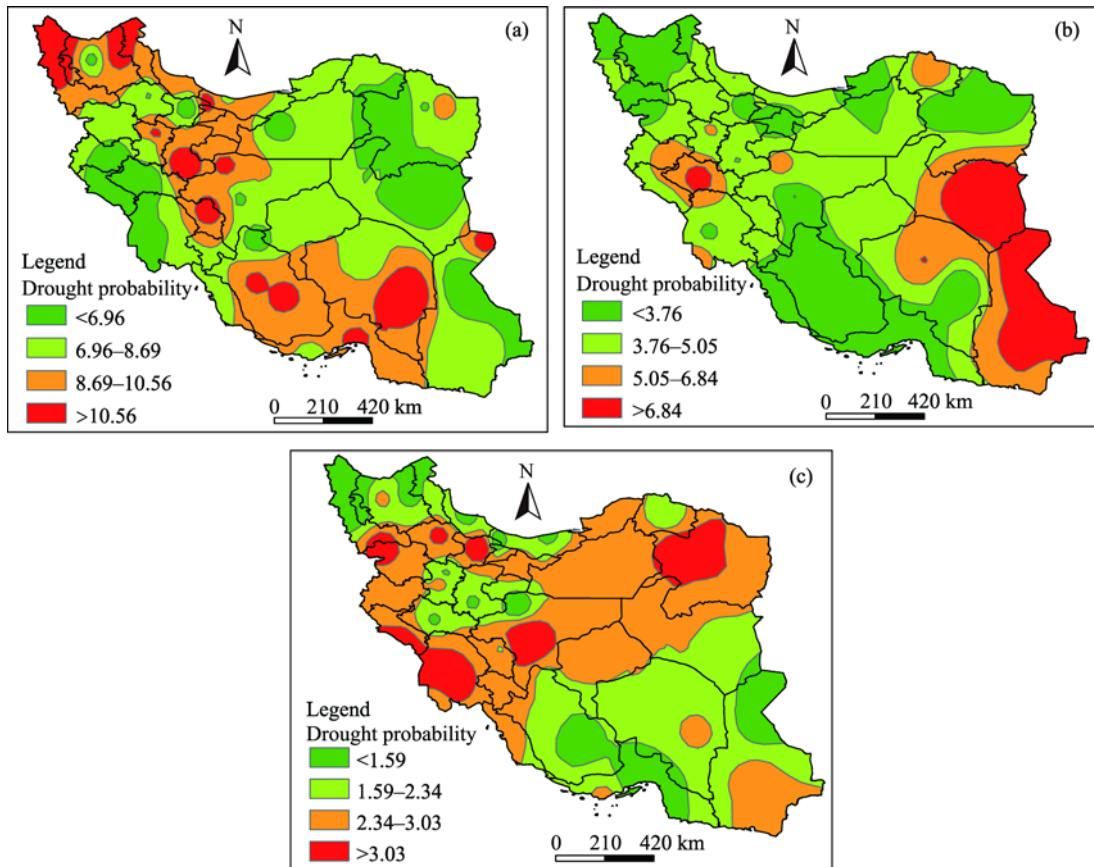 (a)
N
Legend
Drought probability
<6.96
6.96–8.69
8.69–10.56
>10.56
0 210 420 km
(b)
N
Legend
Drought probability
<3.76
3.76–5.05
5.05–6.84
>6.84
0 210 420 km
(c)
N
Legend
Drought probability
<1.59
1.59–2.34
2.34–3.03
>3.03
0 210 420 km